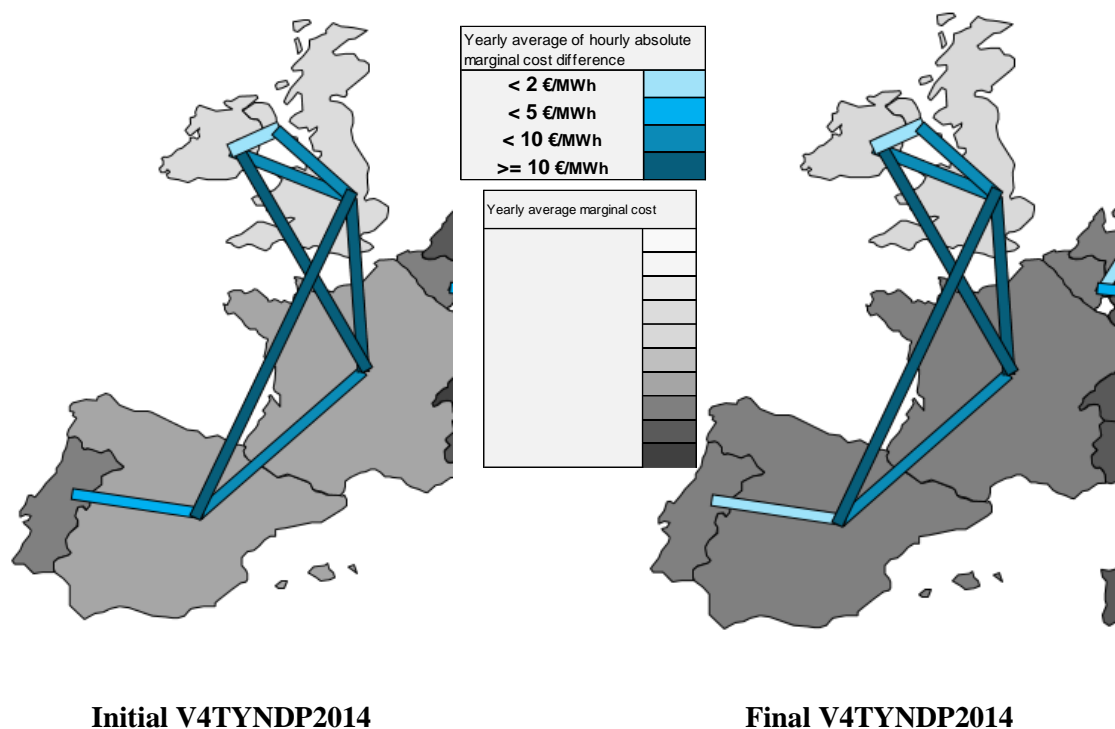 Yearly average of hourly absolute
marginal cost difference
< 2 €/MWh
< 5 €/MWh
< 10 €/MWh
>= 10 €/MWh
Yearly average marginal cost
Initial V4TYNDP2014
Final V4TYNDP2014